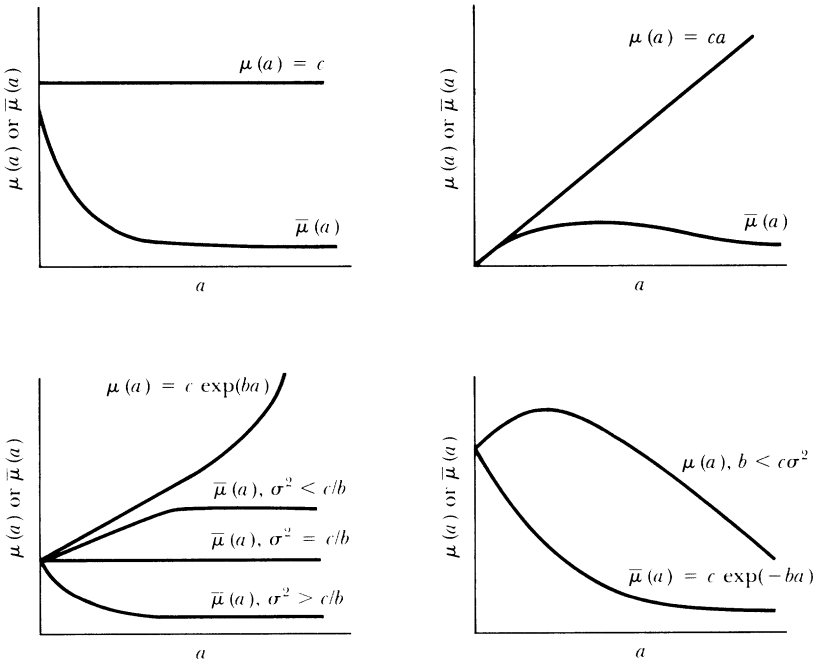 μ(a) or μ̄(a)
μ(a) = c
μ̄(a)
a
μ(a) or μ̄(a)
μ(a) = ca
μ̄(a)
a
μ(a) or μ̄(a)
μ(a) = c exp(ba)
μ̄(a), σ² < c/b
μ̄(a), σ² = c/b
μ̄(a), σ² > c/b
a
μ(a) or μ̄(a)
μ(a), b < cσ²
μ̄(a) = c exp(−ba)
a